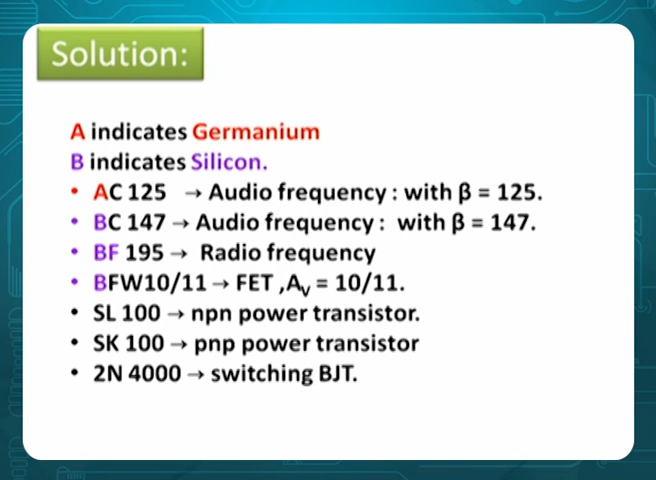 Solution:
A indicates Germanium
B indicates Silicon.
• AC 125 → Audio frequency : with β = 125.
• BC 147 → Audio frequency : with β = 147.
• BF 195 → Radio frequency
• BFW10/11 → FET ,Av = 10/11.
• SL 100 → npn power transistor.
• SK 100 → pnp power transistor
• 2N 4000 → switching BJT.